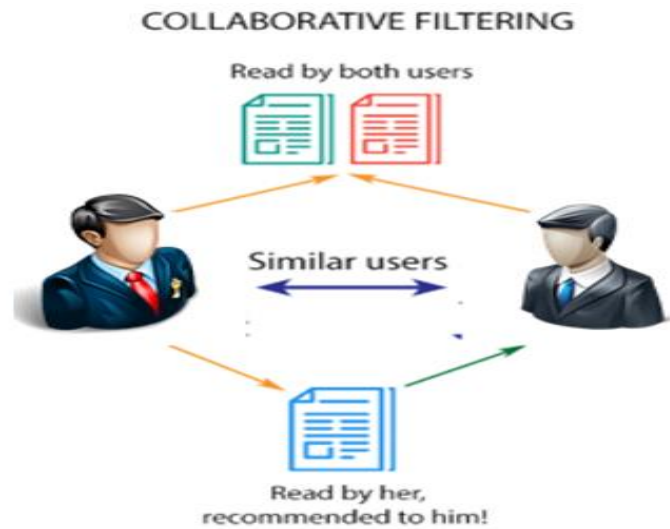 COLLABORATIVE FILTERING
Read by both users
Similar users
Read by her,
recommended to him!